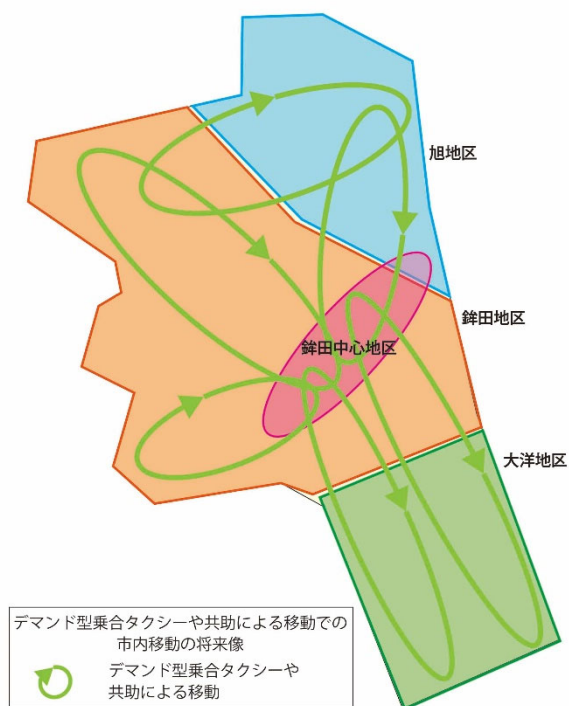 旭地区
鉾田地区
鉾田中心地区
大洋地区
デマンド型乗合タクシーや共助による移動での
市内移動の将来像
デマンド型乗合タクシーや
共助による移動